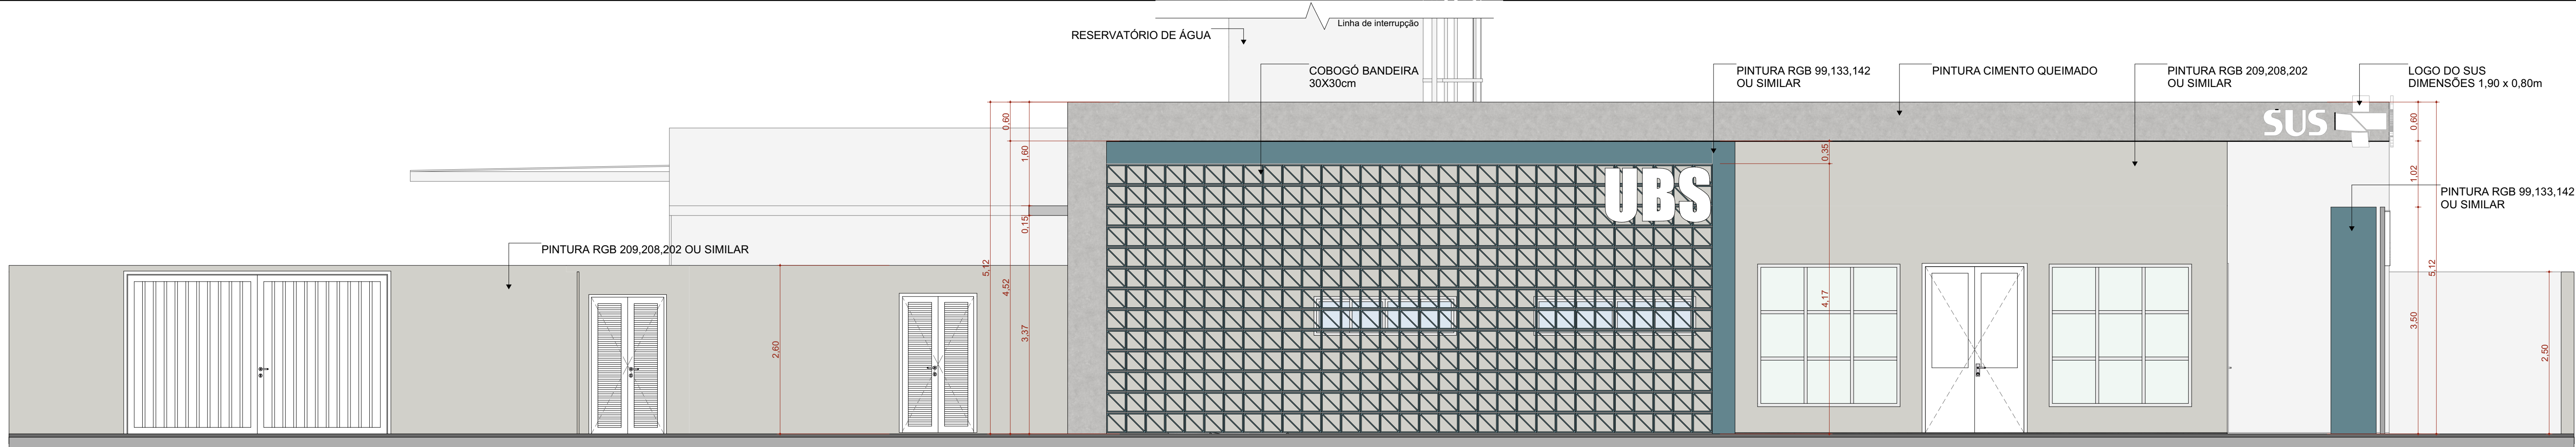 Linha de interrupção
RESERVATÓRIO DE ÁGUA
COBOGÓ BANDEIRA
30X30cm
PINTURA RGB 99,133,142
OU SIMILAR
PINTURA CIMENTO QUEIMADO
PINTURA RGB 209,208,202
OU SIMILAR
LOGO DO SUS
DIMENSÕES 1,90 x 0,80m
SUS
UBS
PINTURA RGB 99,133,142
OU SIMILAR
PINTURA RGB 209,208,202 OU SIMILAR
2,60
5,12
0,60
4,52
1,60
0,15
3,37
0,35
4,17
0,60
1,02
3,50
5,12
2,50